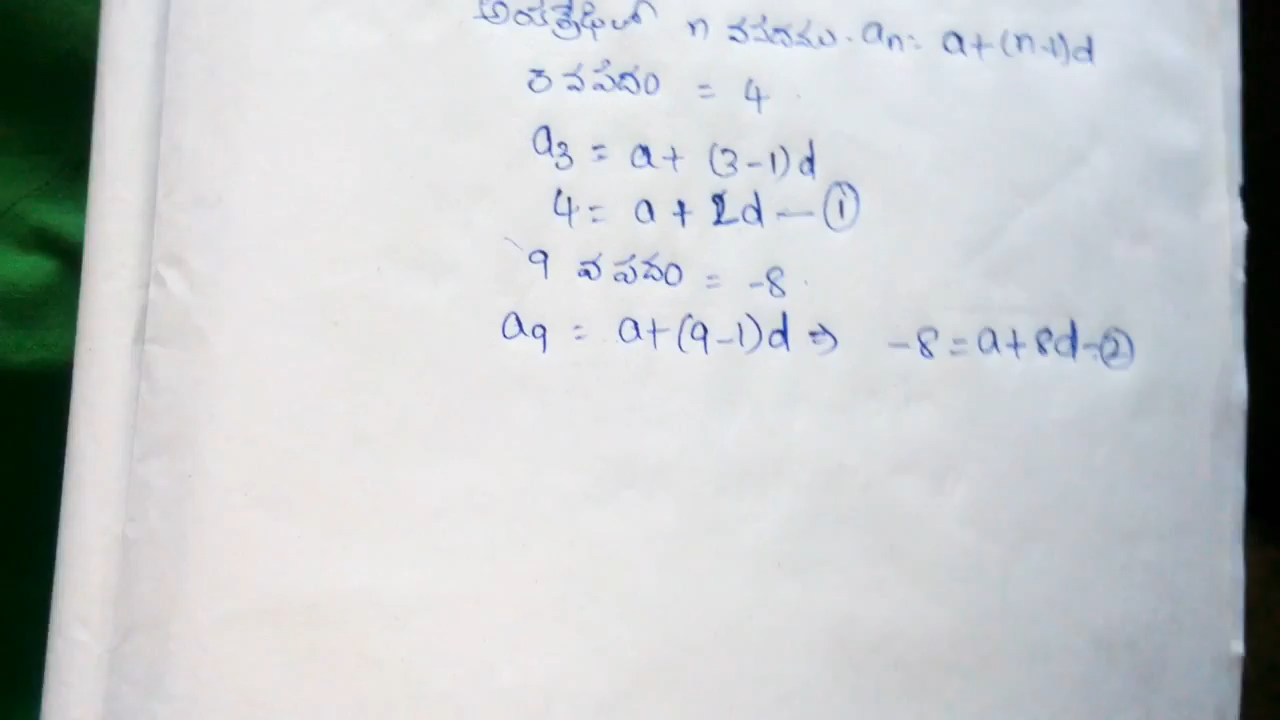 n వ పదము. an = a+(n-1)d
3 వ పదం = 4
a3 = a+ (3-1)d
4 = a + 2d — ①
9 వ పదం = -8
a9 = a+(9-1)d ⇒ -8 = a+8d-②